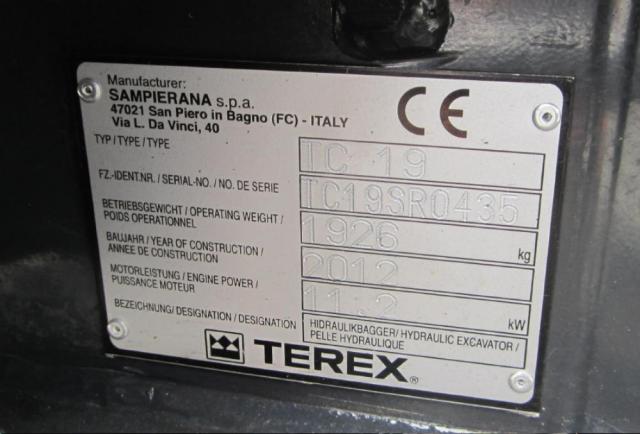 Manufacturer:
SAMPIERANA s.p.a.
47021 San Piero in Bagno (FC) - ITALY
Via L. Da Vinci, 40
CE
TYP / TYPE / TYPE
TC 19
FZ.-IDENT.NR. / SERIAL-NO. / NO. DE SERIE
TC19SR0435
BETRIEBSGEWICHT / OPERATING WEIGHT /
POIDS OPERATIONNEL
1926 kg
BAUJAHR / YEAR OF CONSTRUCTION /
ANNEE DE CONSTRUCTION
2012
MOTORLEISTUNG / ENGINE POWER /
PUISSANCE MOTEUR
11.2 kW
BEZEICHNUNG / DESIGNATION / DESIGNATION
HIDRAULIKBAGGER / HYDRAULIC EXCAVATOR /
PELLE HYDRAULIQUE
TEREX®